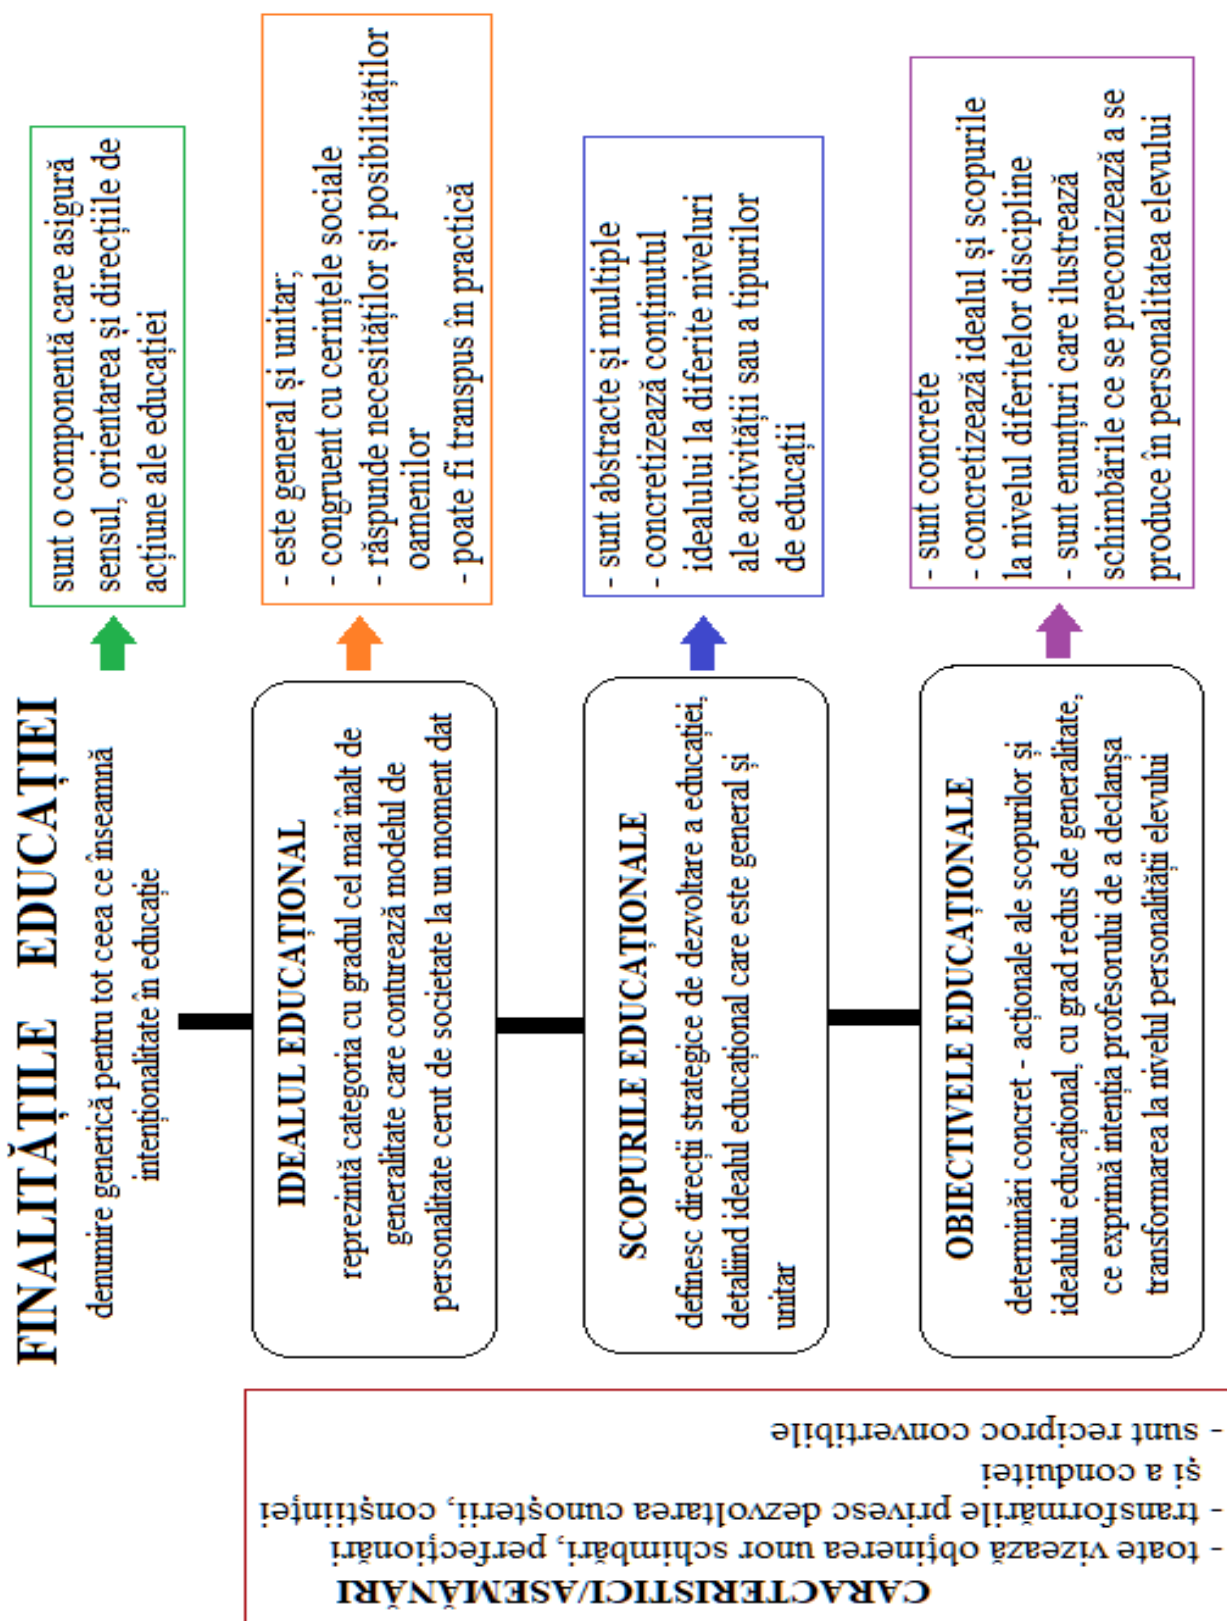 FINALITĂȚILE EDUCAȚIEI
denumire generică pentru tot ceea ce înseamnă
intenționalitate în educație
sunt o componentă care asigură
sensul, orientarea și direcțiile de
acțiune ale educației
IDEALUL EDUCAȚIONAL
reprezintă categoria cu gradul cel mai înalt de
generalitate care conturează modelul de
personalitate cerut de societate la un moment dat
- este general și unitar;
- congruent cu cerințele sociale
- răspunde necesităților și posibilităților
oamenilor
- poate fi transpus în practică
SCOPURILE EDUCAȚIONALE
definesc direcții strategice de dezvoltare a educației,
detaliind idealul educațional care este general și
unitar
- sunt abstracte și multiple
- concretizează conținutul
idealului la diferite niveluri
ale activității sau a tipurilor
de educații
OBIECTIVELE EDUCAȚIONALE
determinări concret - acționale ale scopurilor și
idealului educațional, cu grad redus de generalitate,
ce exprimă intenția profesorului de a declanșa
transformarea la nivelul personalității elevului
- sunt concrete
- concretizează idealul și scopurile
la nivelul diferitelor discipline
- sunt enunțuri care ilustrează
schimbările ce se preconizează a se
produce în personalitatea elevului
CARACTERISTICI/ASEMĂNĂRI
- toate vizează obținerea unor schimbări, perfecționări
- transformările privesc dezvoltarea cunoșterii, conștiinței
și a conduitei
- sunt reciproc convertibile